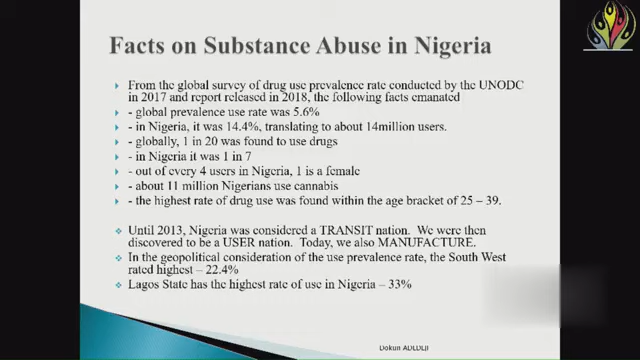 Facts on Substance Abuse in Nigeria
From the global survey of drug use prevalence rate conducted by the UNODC
in 2017 and report released in 2018, the following facts emanated
- global prevalence use rate was 5.6%
- in Nigeria, it was 14.4%, translating to about 14million users.
- globally, 1 in 20 was found to use drugs
- in Nigeria it was 1 in 7
- out of every 4 users in Nigeria, 1 is a female
- about 11 million Nigerians use cannabis
- the highest rate of drug use was found within the age bracket of 25 – 39.
Until 2013, Nigeria was considered a TRANSIT nation. We were then
discovered to be a USER nation. Today, we also MANUFACTURE.
In the geopolitical consideration of the use prevalence rate, the South West
rated highest – 22.4%
Lagos State has the highest rate of use in Nigeria – 33%
Dokun